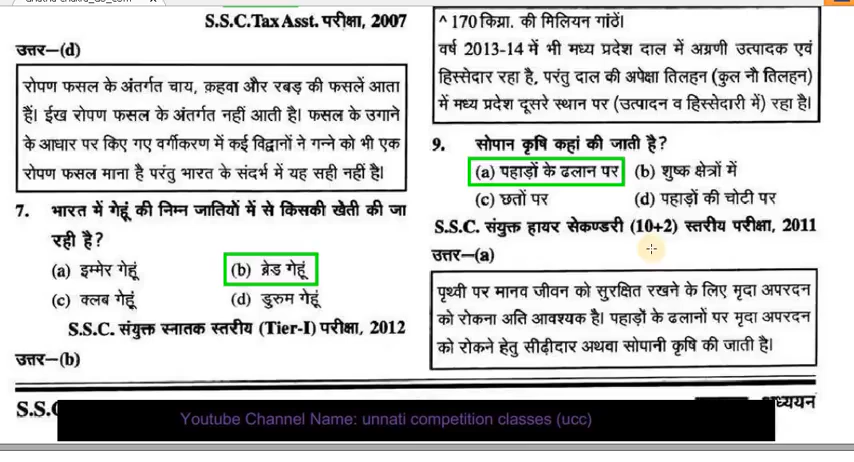 S.S.C.Tax Asst. परीक्षा, 2007
उत्तर—(d)
रोपण फसल के अंतर्गत चाय, क़हवा और रबड़ की फसलें आता
हैं। ईख रोपण फसल के अंतर्गत नहीं आती है। फसल के उगाने
के आधार पर किए गए वर्गीकरण में कई विद्वानों ने गन्ने को भी एक
रोपण फसल माना है परंतु भारत के संदर्भ में यह सही नहीं है।
7. भारत में गेहूं की निम्न जातियों में से किसकी खेती की जा
रही है?
(a) इम्मेर गेहूं (b) ब्रेड गेहूं
(c) क्लब गेहूं (d) डुरुम गेहूं
S.S.C. संयुक्त स्नातक स्तरीय (Tier-I) परीक्षा, 2012
उत्तर—(b)
^ 170 किग्रा. की मिलियन गांठें।
वर्ष 2013-14 में भी मध्य प्रदेश दाल में अग्रणी उत्पादक एवं
हिस्सेदार रहा है, परंतु दाल की अपेक्षा तिलहन (कुल नौ तिलहन)
में मध्य प्रदेश दूसरे स्थान पर (उत्पादन व हिस्सेदारी में) रहा है।
9. सोपान कृषि कहां की जाती है?
(a) पहाड़ों के ढलान पर (b) शुष्क क्षेत्रों में
(c) छतों पर (d) पहाड़ों की चोटी पर
S.S.C. संयुक्त हायर सेकण्डरी (10+2) स्तरीय परीक्षा, 2011
उत्तर—(a)
पृथ्वी पर मानव जीवन को सुरक्षित रखने के लिए मृदा अपरदन
को रोकना अति आवश्यक है। पहाड़ों के ढलानों पर मृदा अपरदन
को रोकने हेतु सीढ़ीदार अथवा सोपानी कृषि की जाती है।
Youtube Channel Name: unnati competition classes (ucc)